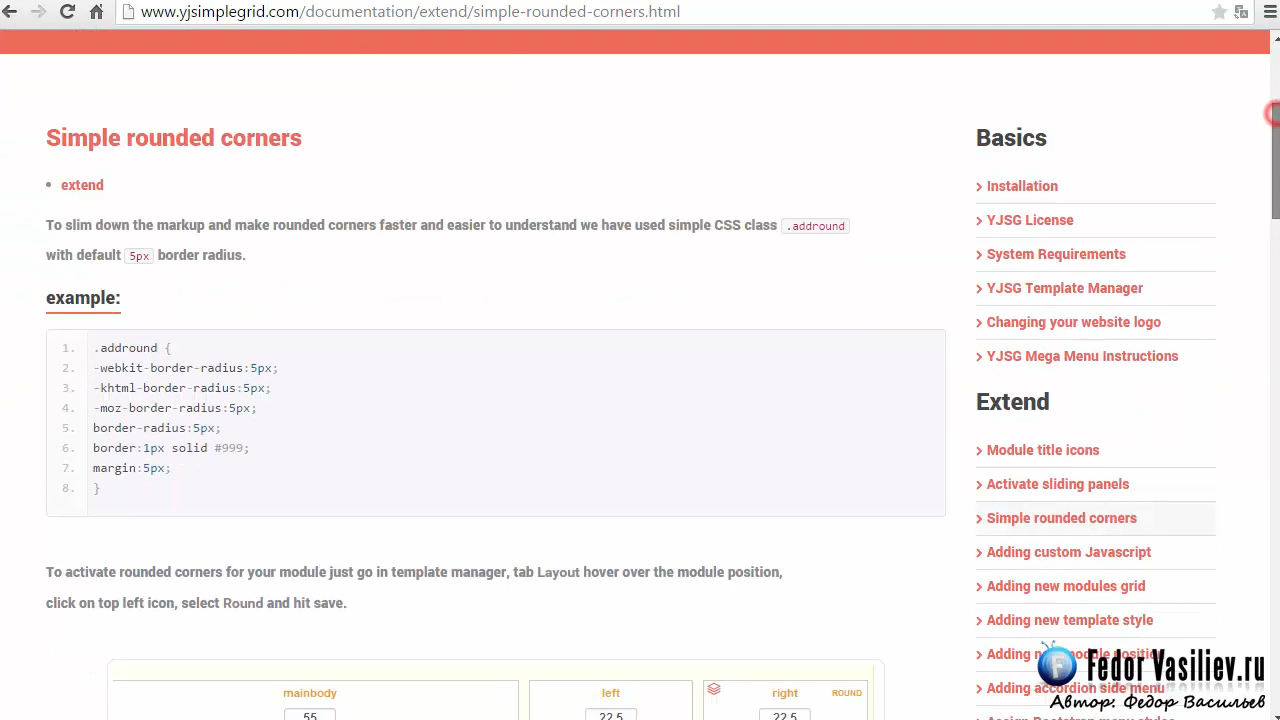 www.yjsimplegrid.com/documentation/extend/simple-rounded-corners.html
Simple rounded corners
extend
To slim down the markup and make rounded corners faster and easier to understand we have used simple CSS class .addround
with default 5px border radius.
example:
1. .addround {
2. -webkit-border-radius:5px;
3. -khtml-border-radius:5px;
4. -moz-border-radius:5px;
5. border-radius:5px;
6. border:1px solid #999;
7. margin:5px;
8. }
To activate rounded corners for your module just go in template manager, tab Layout hover over the module position,
click on top left icon, select Round and hit save.
mainbody
55
left
22.5
right
ROUND
22.5
Basics
Installation
YJSG License
System Requirements
YJSG Template Manager
Changing your website logo
YJSG Mega Menu Instructions
Extend
Module title icons
Activate sliding panels
Simple rounded corners
Adding custom Javascript
Adding new modules grid
Adding new template style
Adding
Adding accordion side menu
Assign Bootstrap menu styles
Fedor Vasiliev.ru
Автор: Федор Васильев